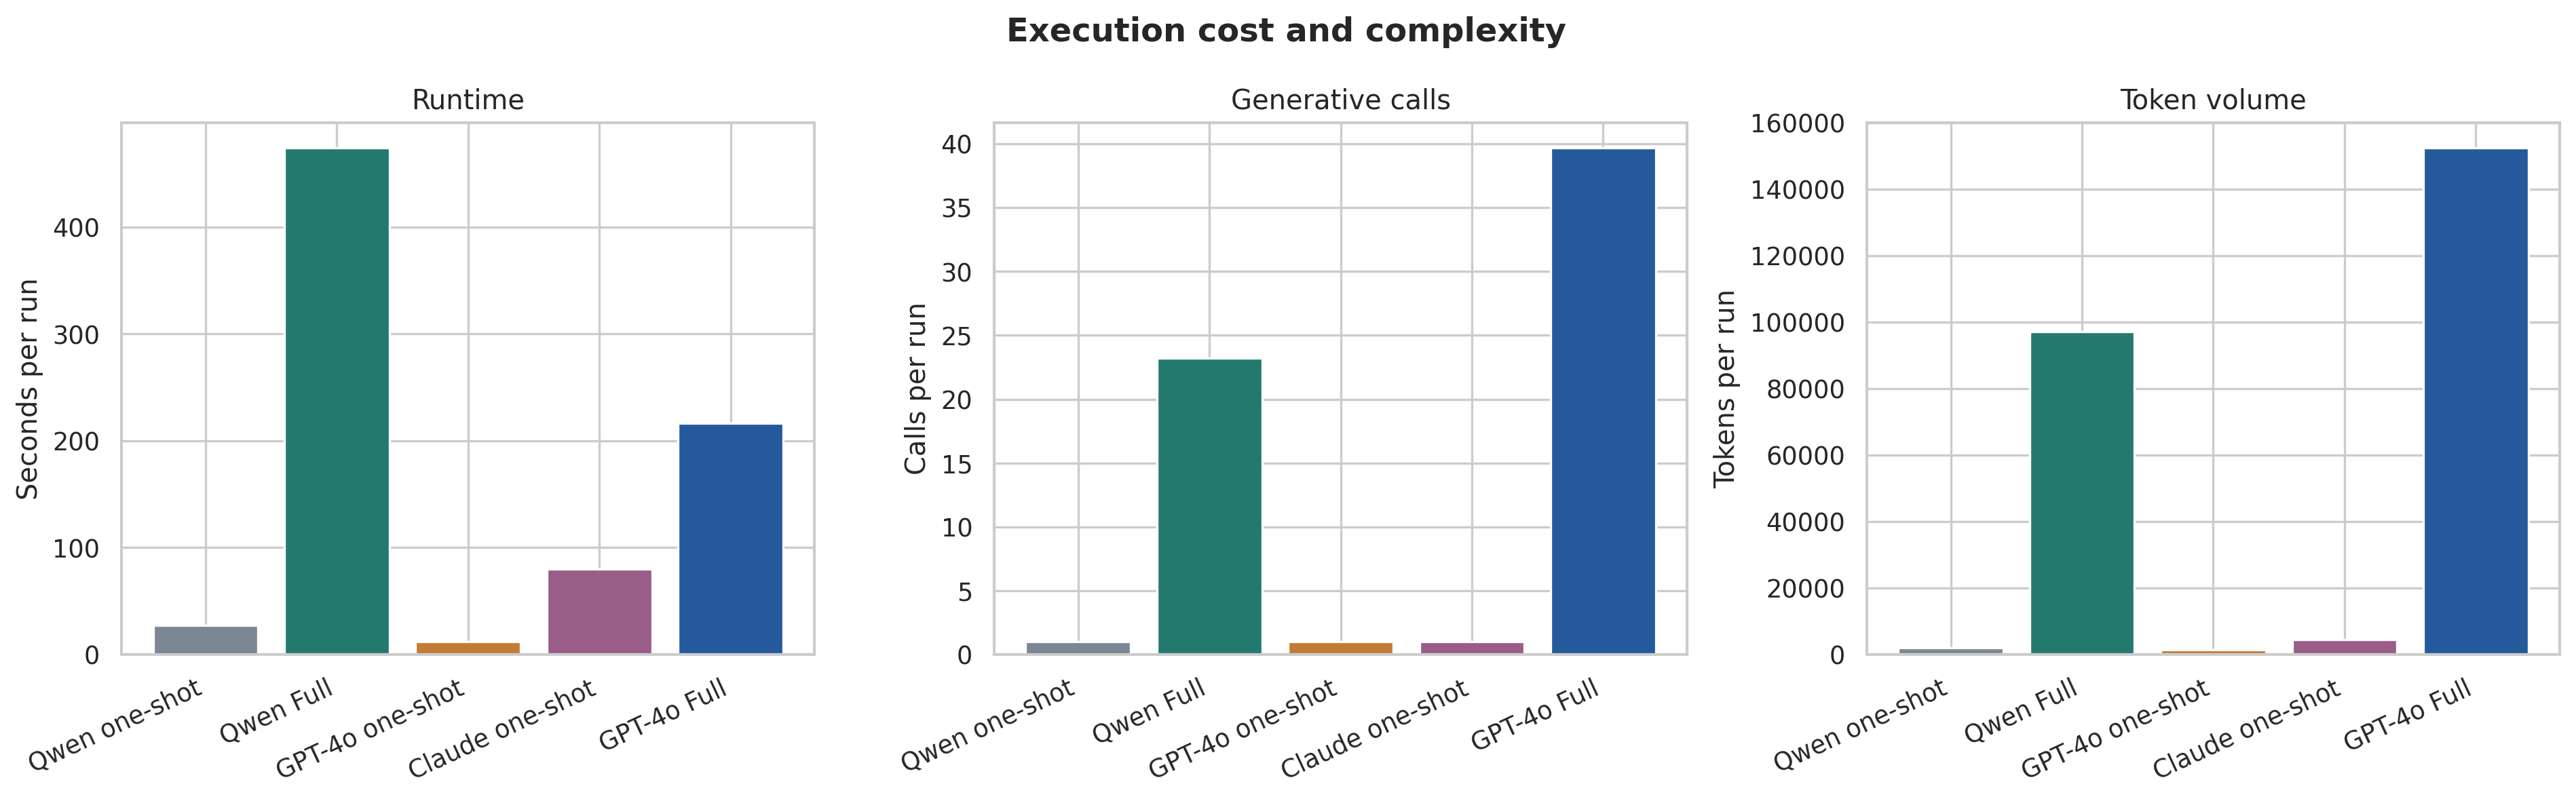 Execution cost and complexity
Runtime
Seconds per run
400
300
200
100
0
Qwen one-shot
Qwen Full
GPT-4o one-shot
Claude one-shot
GPT-4o Full
Generative calls
Calls per run
40
35
30
25
20
15
10
5
0
Qwen one-shot
Qwen Full
GPT-4o one-shot
Claude one-shot
GPT-4o Full
Token volume
Tokens per run
160000
140000
120000
100000
80000
60000
40000
20000
0
Qwen one-shot
Qwen Full
GPT-4o one-shot
Claude one-shot
GPT-4o Full